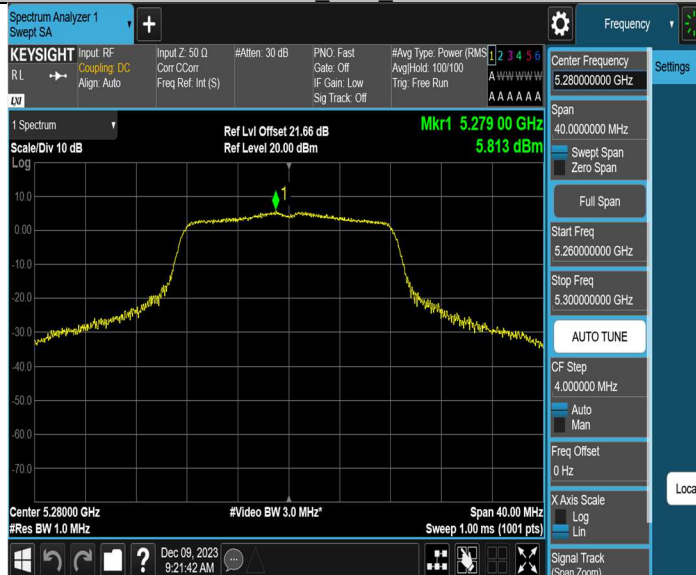 Spectrum Analyzer 1
Swept SA
Frequency
KEYSIGHT
RL
LXI
Input: RF
Coupling: DC
Align: Auto
Input Z: 50 Ω
Corr CCorr
Freq Ref: Int (S)
#Atten: 30 dB
PNO: Fast
Gate: Off
IF Gain: Low
Sig Track: Off
#Avg Type: Power (RMS
Avg|Hold: 100/100
Trig: Free Run
1 2 3 4 5 6
A W W W W W
A A A A A A
Center Frequency
5.280000000 GHz
Settings
Span
40.0000000 MHz
Swept Span
Zero Span
Full Span
Start Freq
5.260000000 GHz
Stop Freq
5.300000000 GHz
AUTO TUNE
CF Step
4.000000 MHz
Auto
Man
Freq Offset
0 Hz
X Axis Scale
Log
Lin
Signal Track
(Span Zoom)
Loca
1 Spectrum
Scale/Div 10 dB
Log
Ref Lvl Offset 21.66 dB
Ref Level 20.00 dBm
Mkr1 5.279 00 GHz
5.813 dBm
1
10.0
0.00
-10.0
-20.0
-30.0
-40.0
-50.0
-60.0
-70.0
Center 5.28000 GHz
#Res BW 1.0 MHz
#Video BW 3.0 MHz*
Span 40.00 MHz
Sweep 1.00 ms (1001 pts)
?
Dec 09, 2023
9:21:42 AM